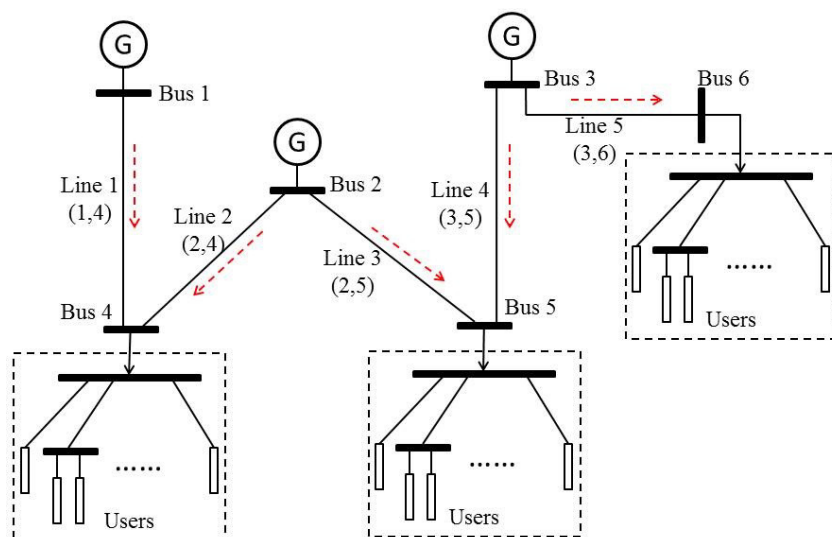 G
Bus 1
G
Bus 3
Bus 6
Line 5
(3,6)
G
Bus 2
Line 1
(1,4)
Line 2
(2,4)
Line 3
(2,5)
Line 4
(3,5)
Bus 4
Bus 5
......
Users
......
Users
......
Users